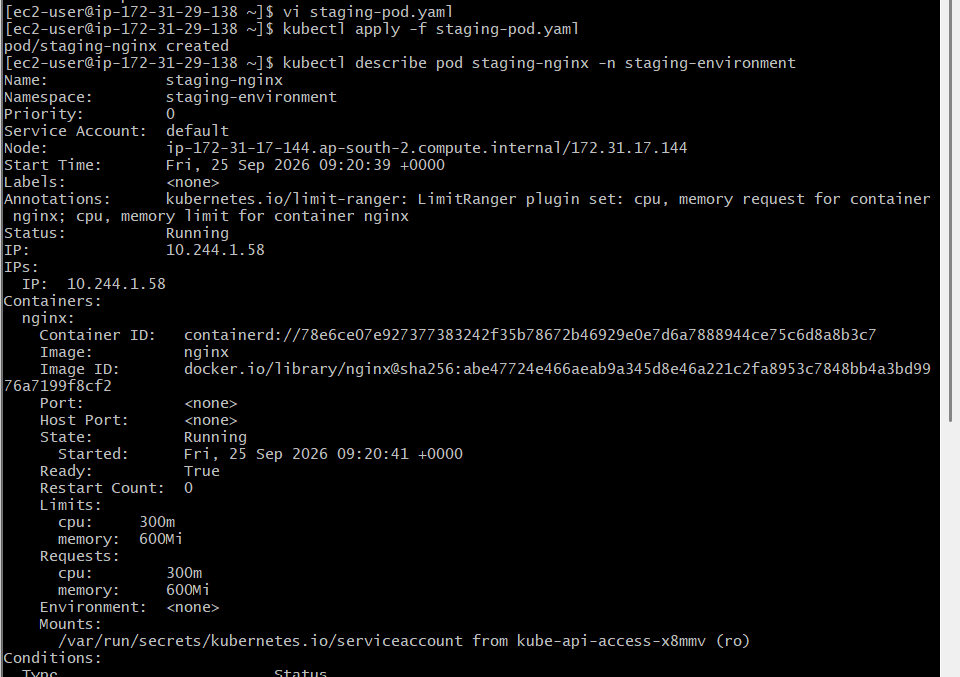 [ec2-user@ip-172-31-29-138 ~]$ vi staging-pod.yaml
[ec2-user@ip-172-31-29-138 ~]$ kubectl apply -f staging-pod.yaml
pod/staging-nginx created
[ec2-user@ip-172-31-29-138 ~]$ kubectl describe pod staging-nginx -n staging-environment
Name:             staging-nginx
Namespace:        staging-environment
Priority:         0
Service Account:  default
Node:             ip-172-31-17-144.ap-south-2.compute.internal/172.31.17.144
Start Time:       Fri, 25 Sep 2026 09:20:39 +0000
Labels:           <none>
Annotations:      kubernetes.io/limit-ranger: LimitRanger plugin set: cpu, memory request for container
 nginx; cpu, memory limit for container nginx
Status:           Running
IP:               10.244.1.58
IPs:
  IP:  10.244.1.58
Containers:
  nginx:
    Container ID:   containerd://78e6ce07e927377383242f35b78672b46929e0e7d6a7888944ce75c6d8a8b3c7
    Image:          nginx
    Image ID:       docker.io/library/nginx@sha256:abe47724e466aeab9a345d8e46a221c2fa8953c7848bb4a3bd99
76a7199f8cf2
    Port:           <none>
    Host Port:      <none>
    State:          Running
      Started:      Fri, 25 Sep 2026 09:20:41 +0000
    Ready:          True
    Restart Count:  0
    Limits:
      cpu:     300m
      memory:  600Mi
    Requests:
      cpu:        300m
      memory:     600Mi
    Environment:  <none>
    Mounts:
      /var/run/secrets/kubernetes.io/serviceaccount from kube-api-access-x8mmv (ro)
Conditions:
  Type                        Status